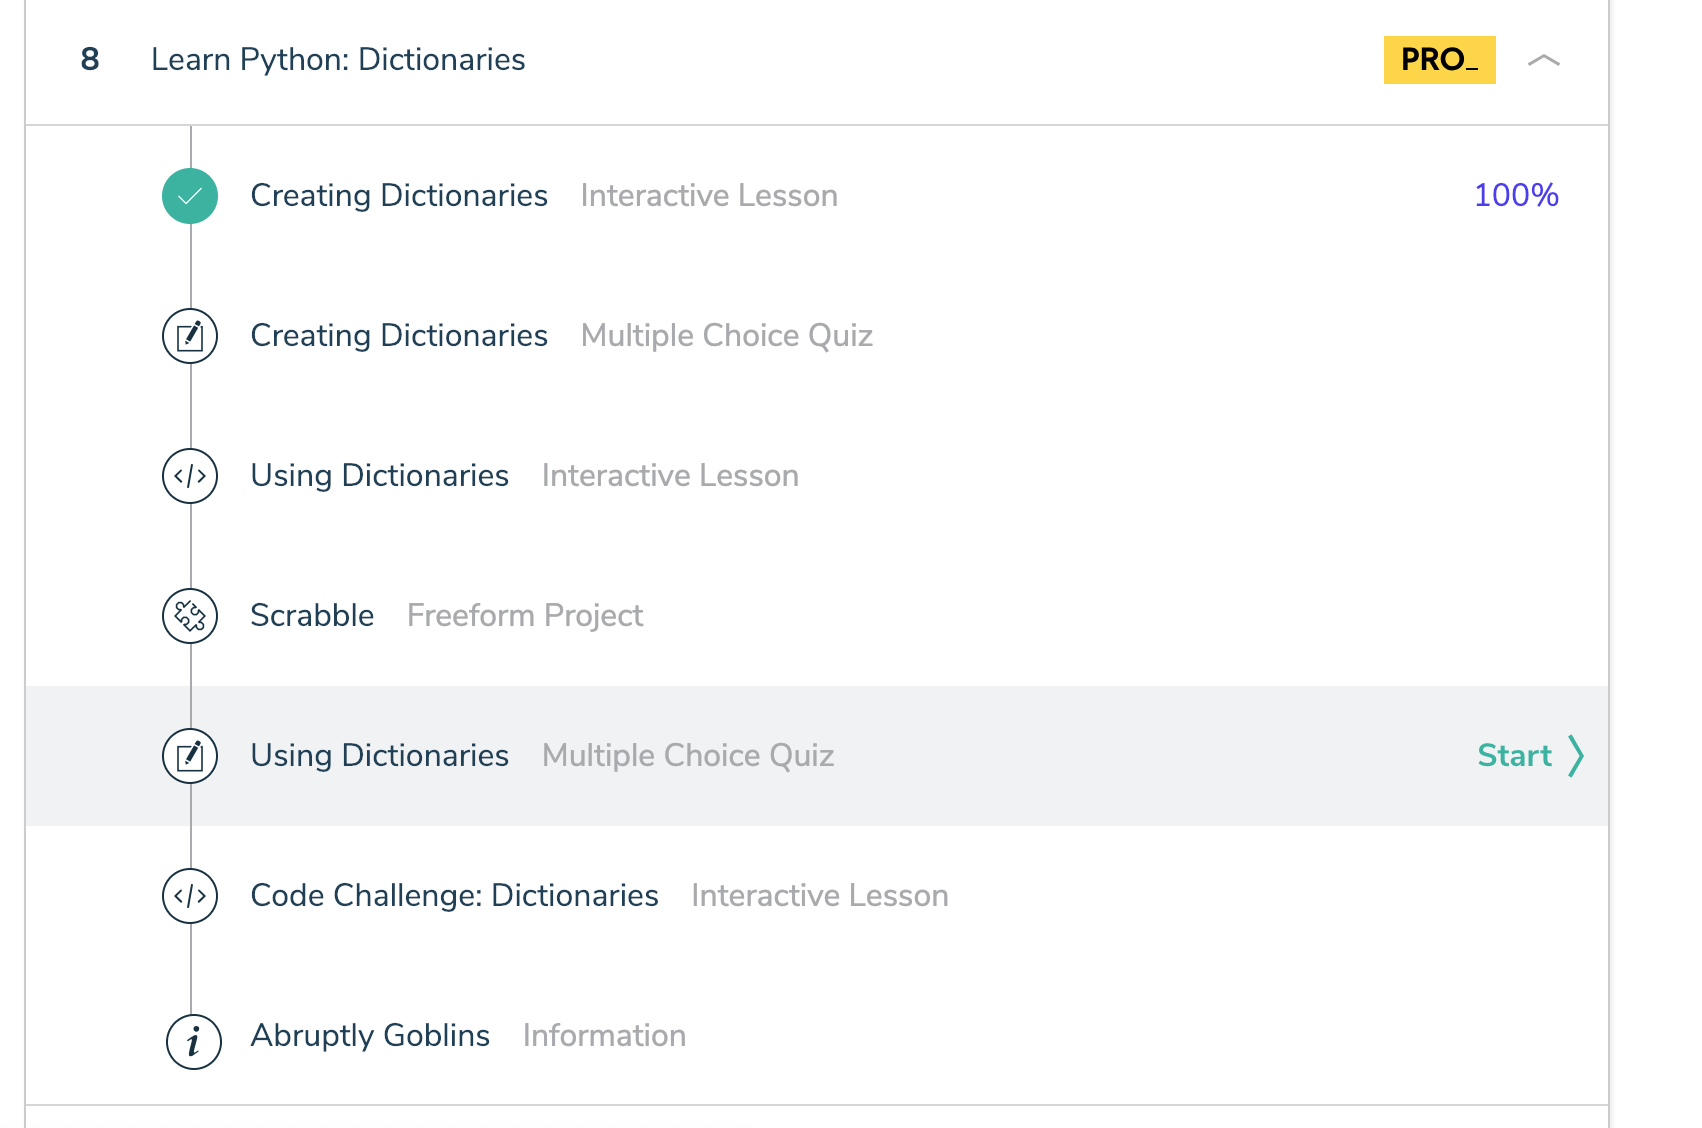 8 Learn Python: Dictionaries PRO_
Creating Dictionaries Interactive Lesson 100%
Creating Dictionaries Multiple Choice Quiz
Using Dictionaries Interactive Lesson
Scrabble Freeform Project
Using Dictionaries Multiple Choice Quiz Start
Code Challenge: Dictionaries Interactive Lesson
Abruptly Goblins Information